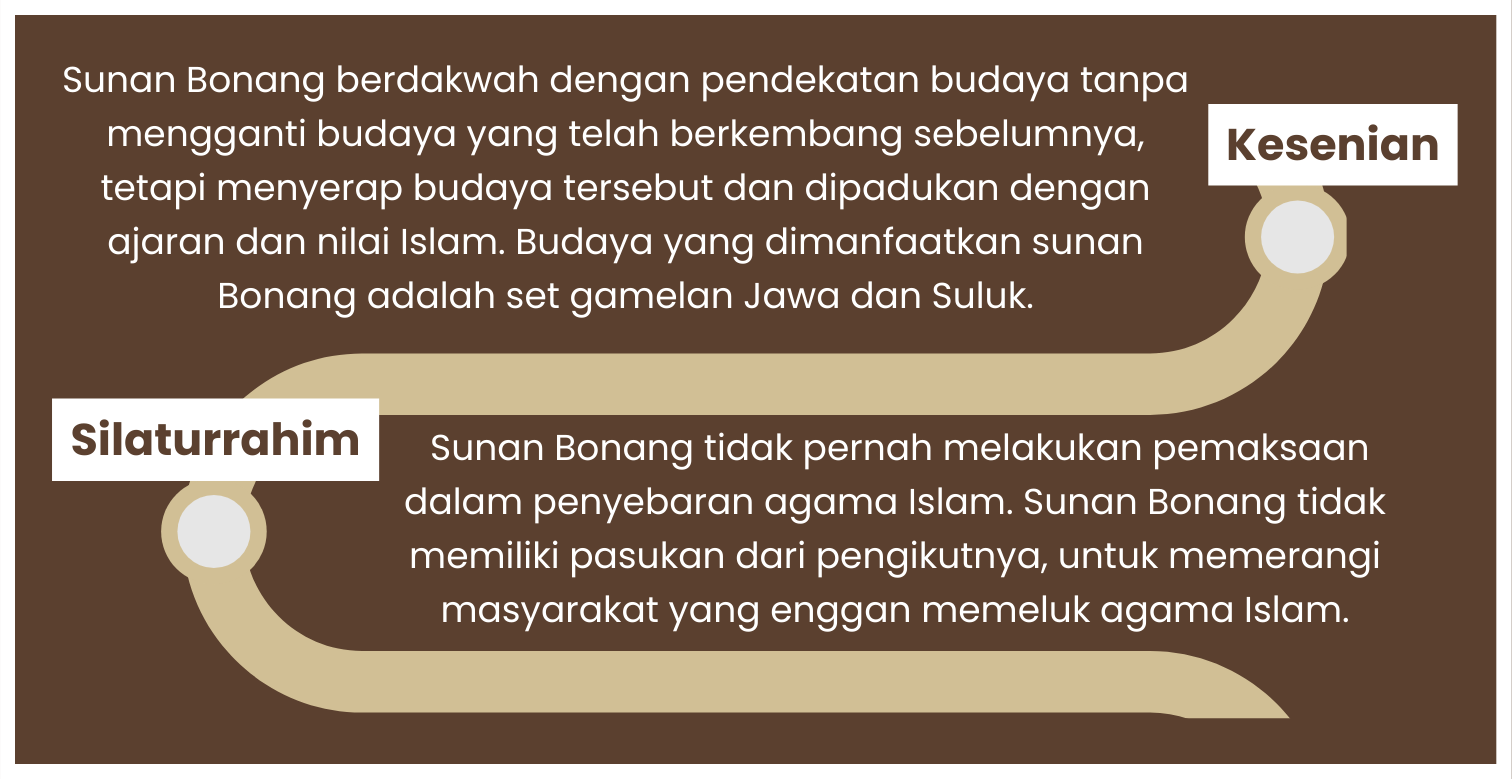 Sunan Bonang berdakwah dengan pendekatan budaya tanpa
mengganti budaya yang telah berkembang sebelumnya,
tetapi menyerap budaya tersebut dan dipadukan dengan
ajaran dan nilai Islam. Budaya yang dimanfaatkan sunan
Bonang adalah set gamelan Jawa dan Suluk.
Kesenian
Silaturrahim
Sunan Bonang tidak pernah melakukan pemaksaan
dalam penyebaran agama Islam. Sunan Bonang tidak
memiliki pasukan dari pengikutnya, untuk memerangi
masyarakat yang enggan memeluk agama Islam.